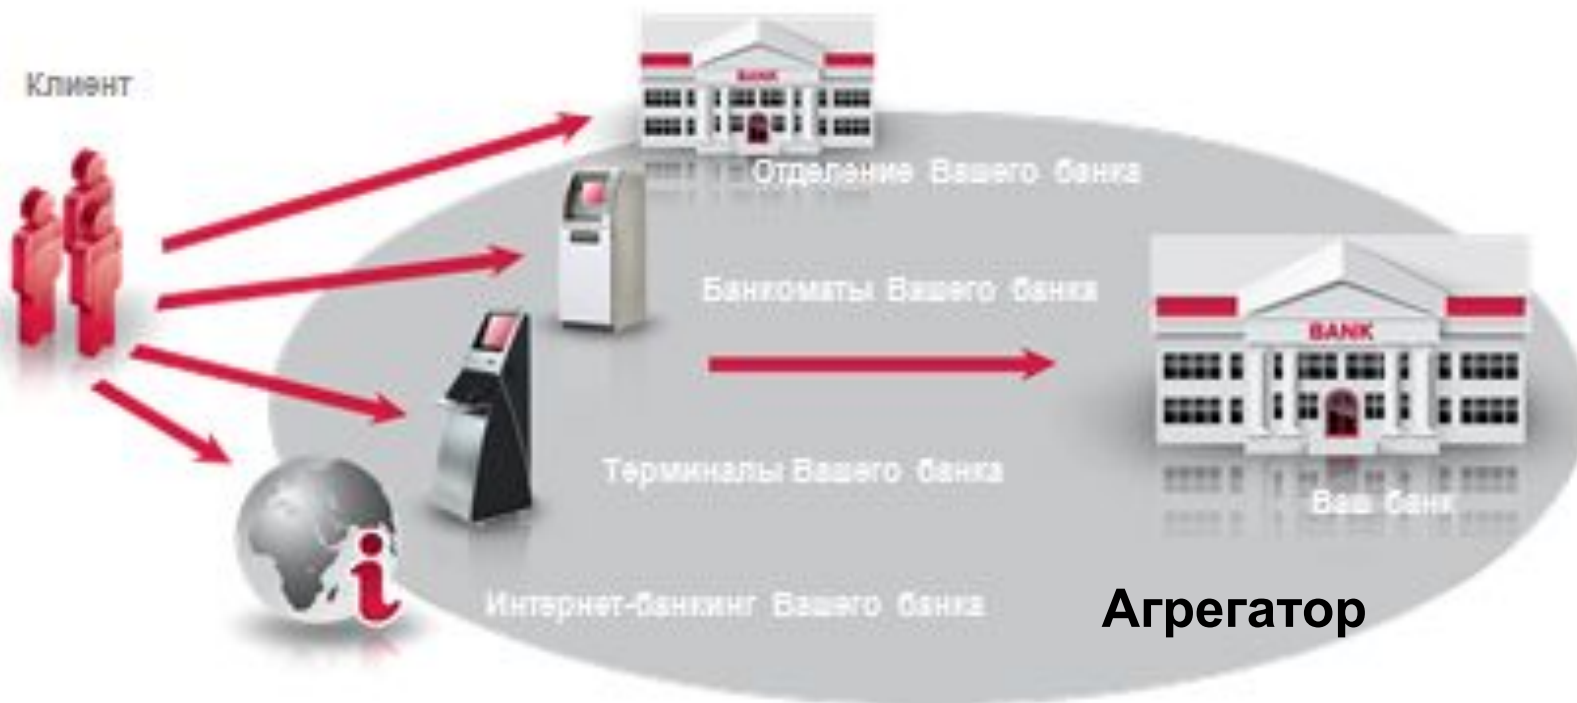 Клиент
BANK
Отделение Вашего банка
Банкоматы Вашего банка
BANK
Терминалы Вашего банка
Ваш банк
Интернет-банкинг Вашего банка
Агрегатор